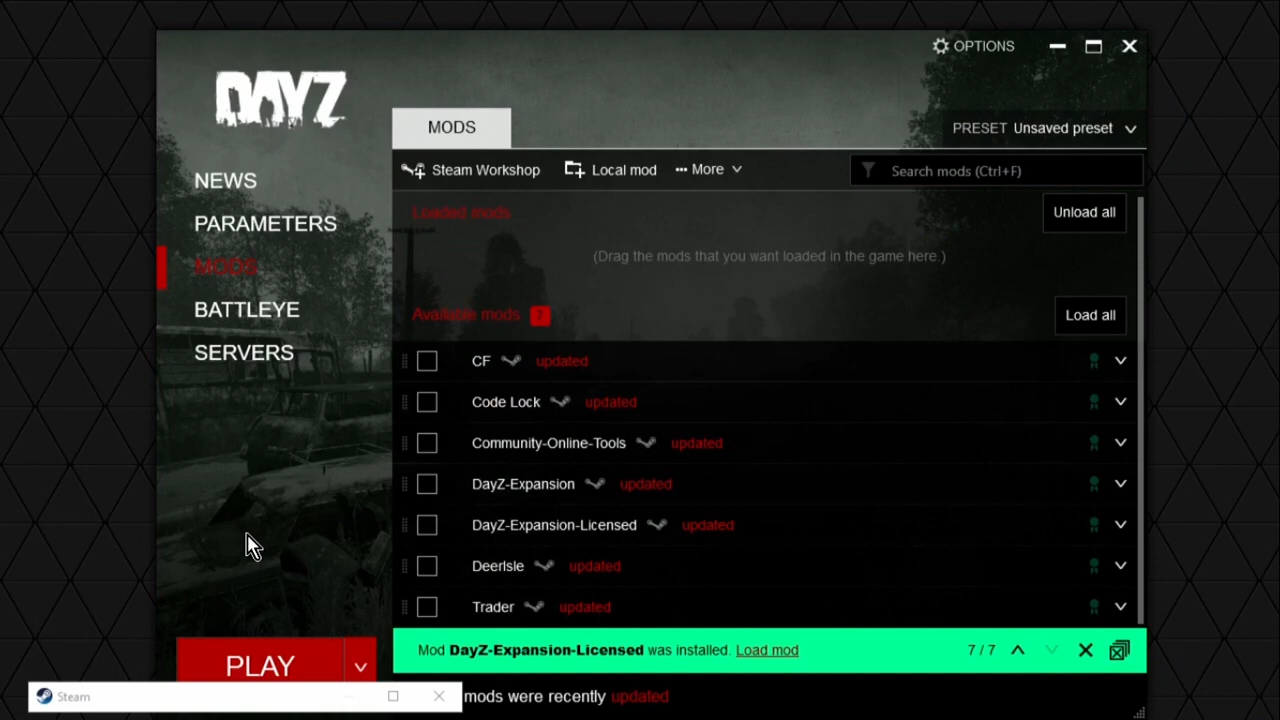 OPTIONS
DAYZ
MODS
PRESET Unsaved preset
Steam Workshop Local mod ··· More Search mods (Ctrl+F)
NEWS
PARAMETERS
MODS
BATTLEYE
SERVERS
Loaded mods Unload all
(Drag the mods that you want loaded in the game here.)
Available mods 7 Load all
CF updated
Code Lock updated
Community-Online-Tools updated
DayZ-Expansion updated
DayZ-Expansion-Licensed updated
DeerIsle updated
Trader updated
Mod DayZ-Expansion-Licensed was installed. Load mod 7 / 7
PLAY
Steam
mods were recently updated